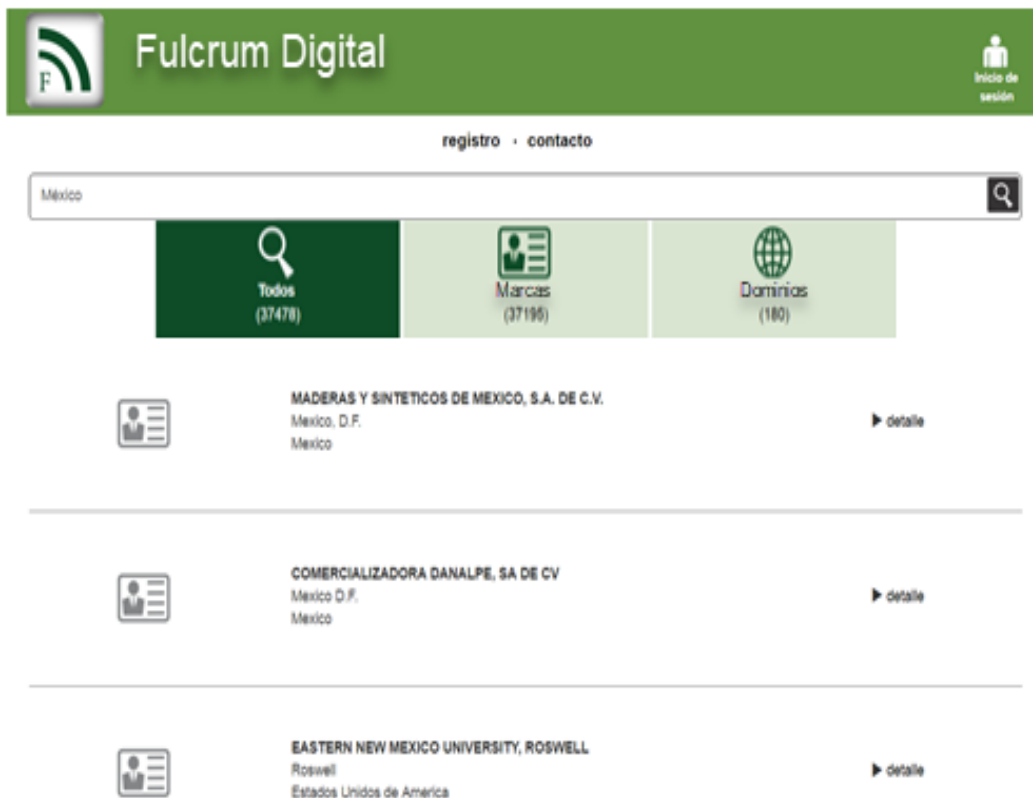 F
Fulcrum Digital
Inicio de
sesión
registro · contacto
México
Todos
(37478)
Marcas
(37195)
Dominios
(180)
MADERAS Y SINTETICOS DE MEXICO, S.A. DE C.V.
Mexico, D.F.
Mexico
detalle
COMERCIALIZADORA DANALPE, SA DE CV
Mexico D.F.
Mexico
detalle
EASTERN NEW MEXICO UNIVERSITY, ROSWELL
Roswell
Estados Unidos de America
detalle